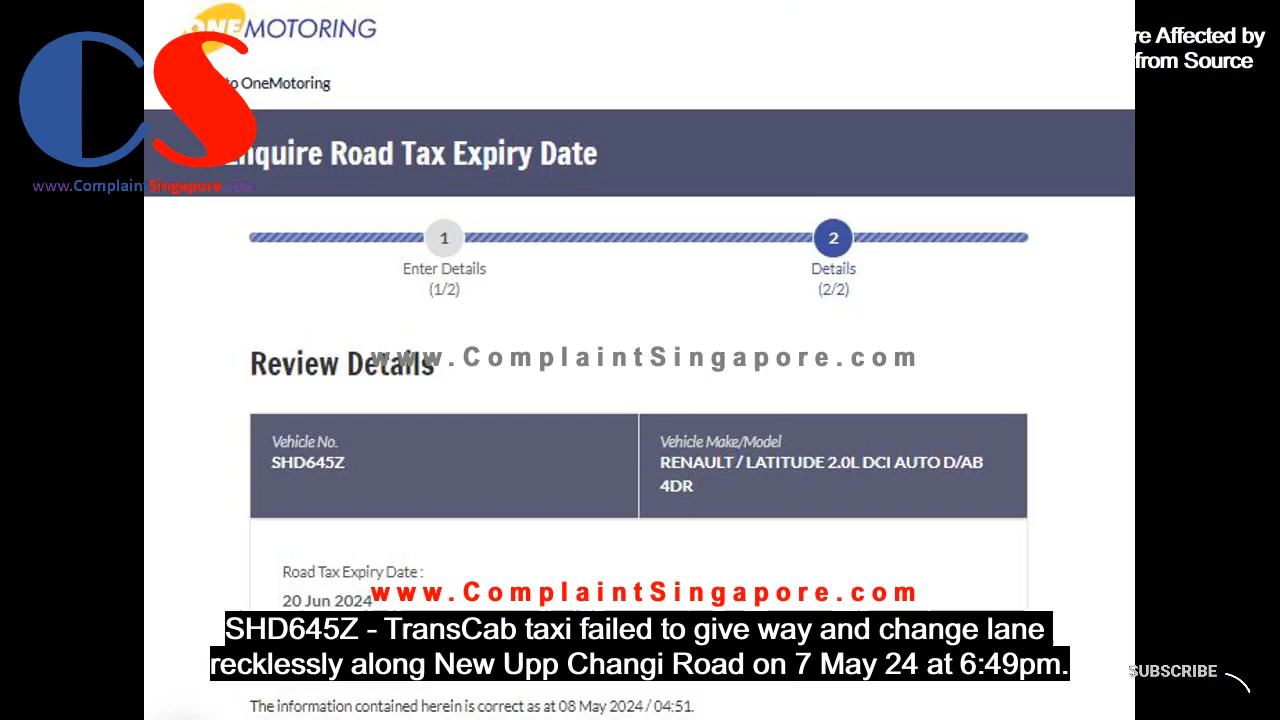 ONEMOTORING
re Affected by
from Source
to OneMotoring
CS
Enquire Road Tax Expiry Date
www.ComplaintSingapore.com
1
2
Enter Details
Details
(1/2)
(2/2)
Review Details
www.ComplaintSingapore.com
Vehicle No.
SHD645Z
Vehicle Make/Model
RENAULT / LATITUDE 2.0L DCI AUTO D/AB
4DR
Road Tax Expiry Date :
20 Jun 2024
www.ComplaintSingapore.com
SHD645Z - TransCab taxi failed to give way and change lane
recklessly along New Upp Changi Road on 7 May 24 at 6:49pm.
SUBSCRIBE
The information contained herein is correct as at 08 May 2024 / 04:51.